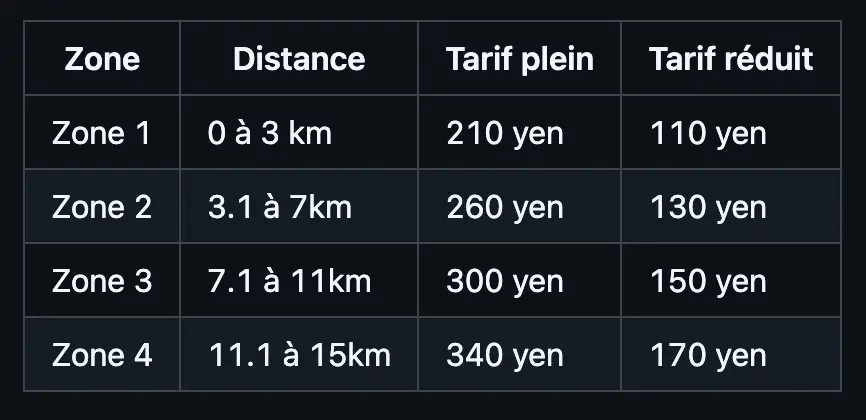 Zone Distance Tarif plein Tarif réduit
Zone 1 0 à 3 km 210 yen 110 yen
Zone 2 3.1 à 7km 260 yen 130 yen
Zone 3 7.1 à 11km 300 yen 150 yen
Zone 4 11.1 à 15km 340 yen 170 yen